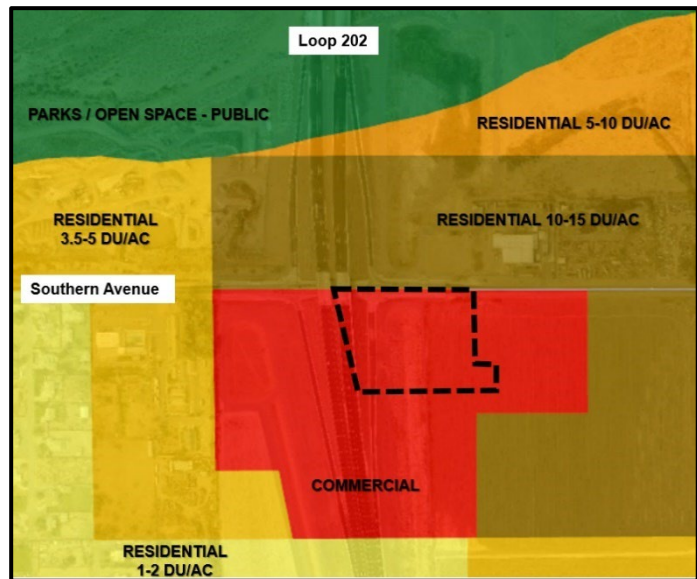 Loop 202
PARKS / OPEN SPACE - PUBLIC
RESIDENTIAL 5-10 DU/AC
RESIDENTIAL
3.5-5 DU/AC
RESIDENTIAL 10-15 DU/AC
Southern Avenue
COMMERCIAL
RESIDENTIAL
1-2 DU/AC